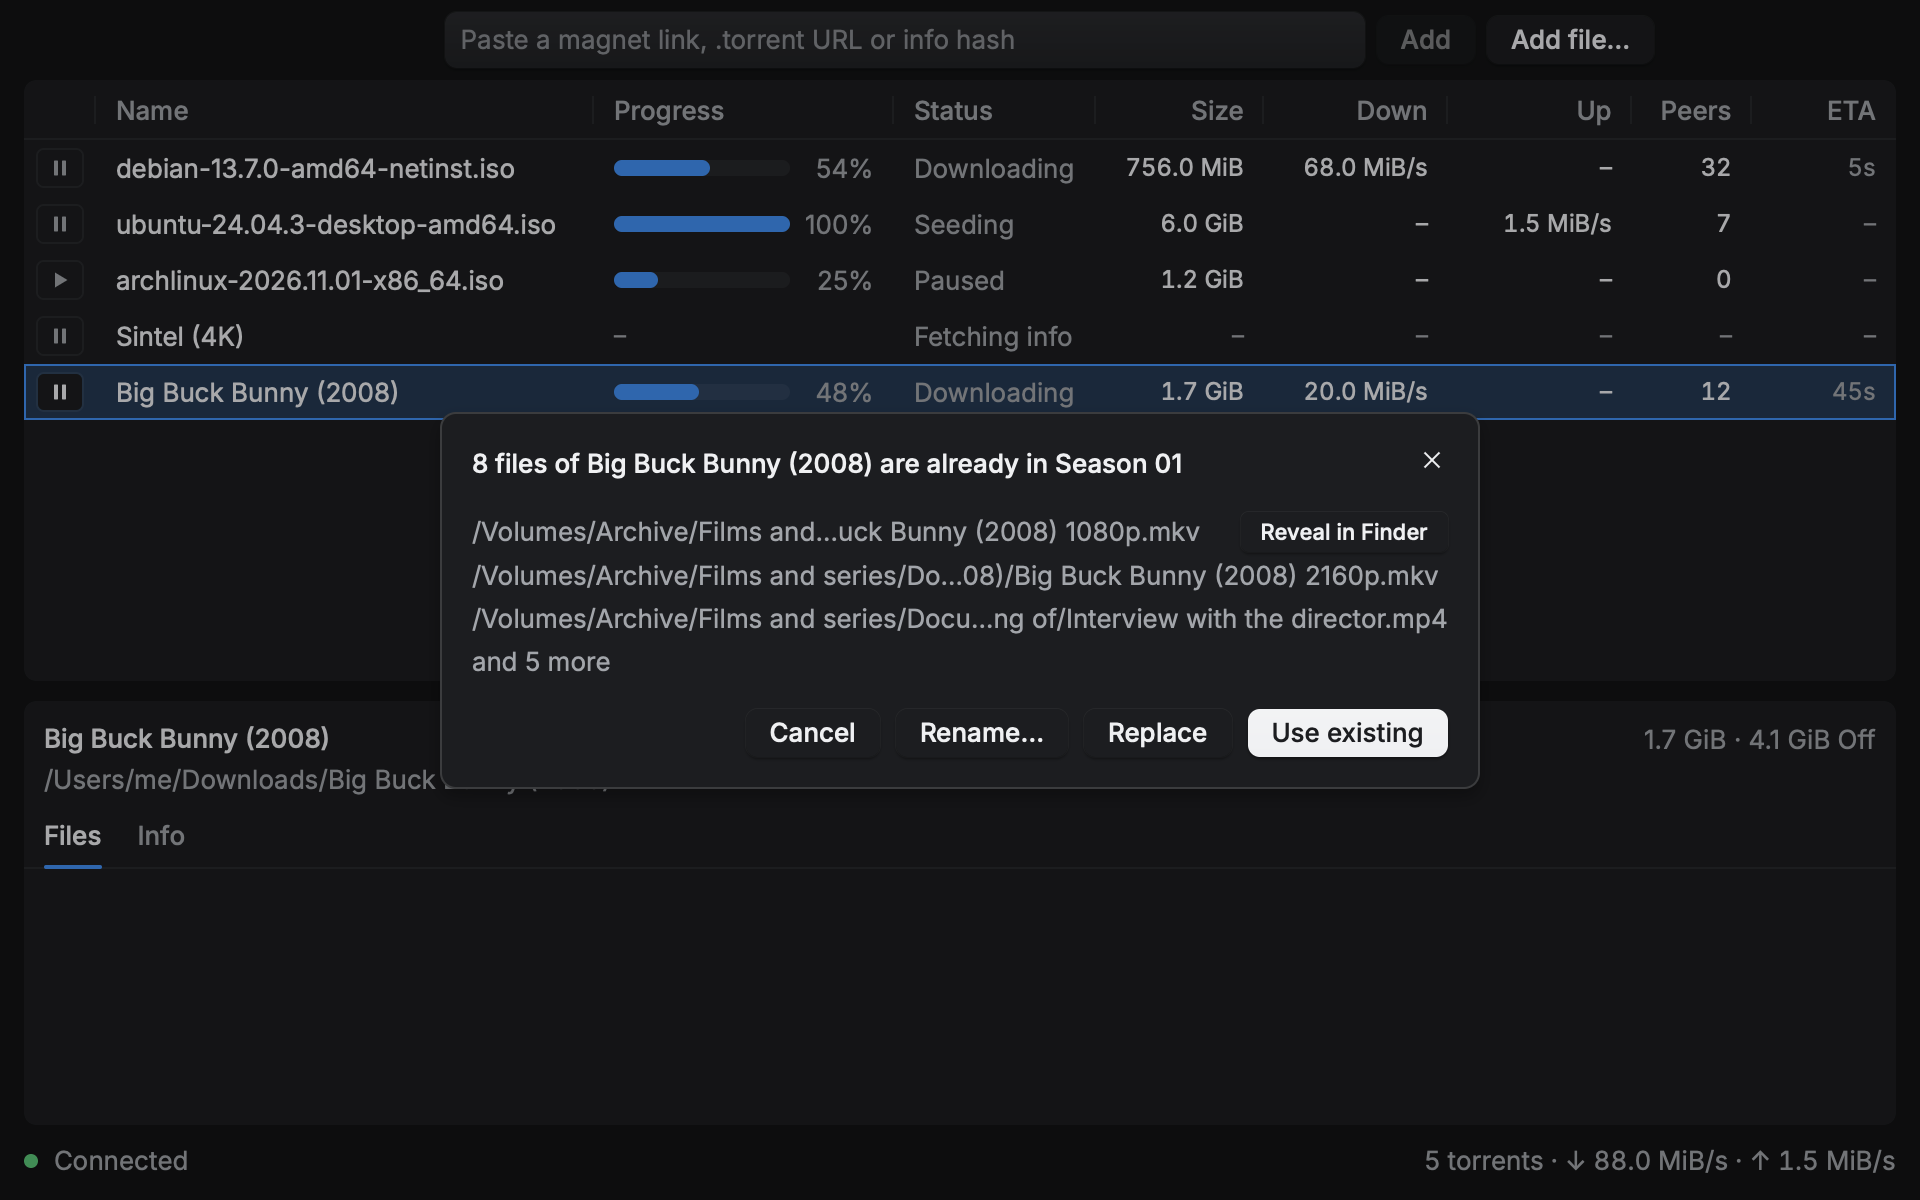 Paste a magnet link, .torrent URL or info hash Add Add file...
Name Progress Status Size Down Up Peers ETA
debian-13.7.0-amd64-netinst.iso 54% Downloading 756.0 MiB 68.0 MiB/s – 32 5s
ubuntu-24.04.3-desktop-amd64.iso 100% Seeding 6.0 GiB – 1.5 MiB/s 7 –
archlinux-2026.11.01-x86_64.iso 25% Paused 1.2 GiB – – 0 –
Sintel (4K) – Fetching info – – – – –
Big Buck Bunny (2008) 48% Downloading 1.7 GiB 20.0 MiB/s – 12 45s
8 files of Big Buck Bunny (2008) are already in Season 01
/Volumes/Archive/Films and...uck Bunny (2008) 1080p.mkv Reveal in Finder
/Volumes/Archive/Films and series/Do...08)/Big Buck Bunny (2008) 2160p.mkv
/Volumes/Archive/Films and series/Docu...ng of/Interview with the director.mp4
and 5 more
Cancel Rename... Replace Use existing
Big Buck Bunny (2008) 1.7 GiB · 4.1 GiB Off
/Users/me/Downloads/Big Buck
Files Info
Connected 5 torrents · ↓ 88.0 MiB/s · ↑ 1.5 MiB/s